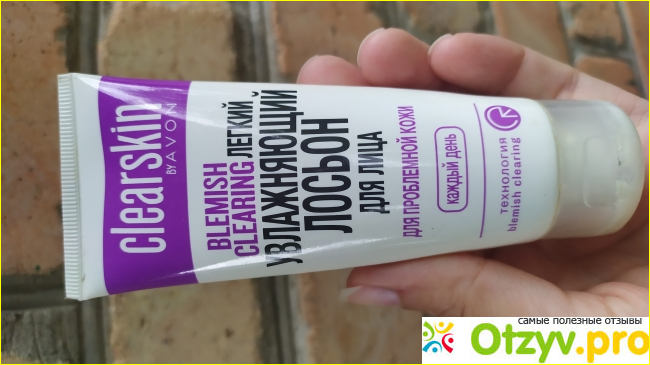 clearskin
BY AVON
BLEMISH
CLEARING ЛЕГКИЙ
УВЛАЖНЯЮЩИЙ
ЛОСЬОН
ДЛЯ ЛИЦА
ДЛЯ ПРОБЛЕМНОЙ КОЖИ
каждый день
технология
blemish clearing
самые полезные отзывы
Otzyv.pro